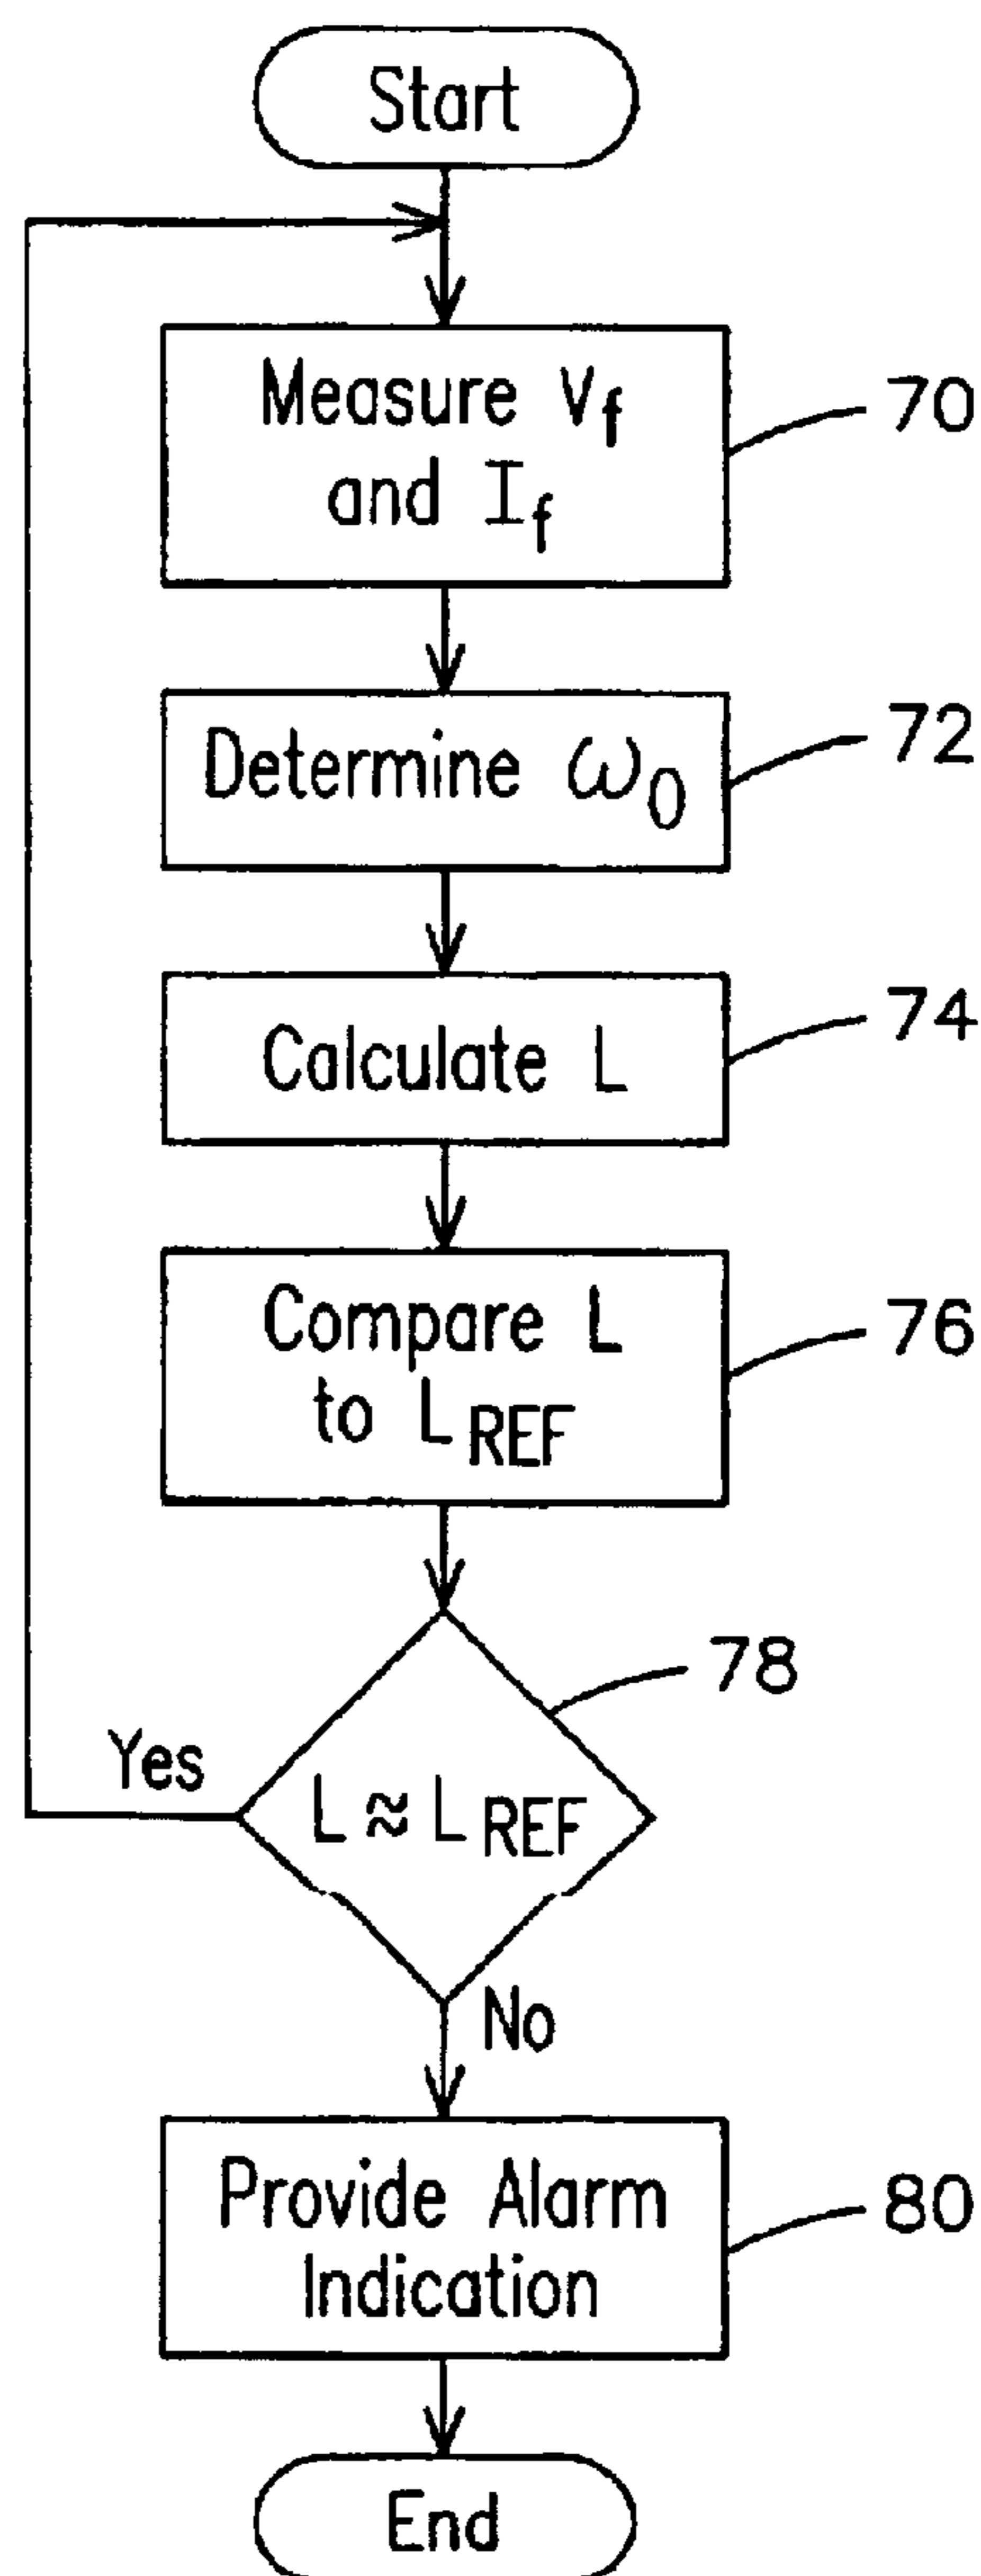 Start
Measure Vf
and If
70
Determine ω0
72
Calculate L
74
Compare L
to LREF
76
78
Yes
L ≈ LREF
No
Provide Alarm
Indication
80
End